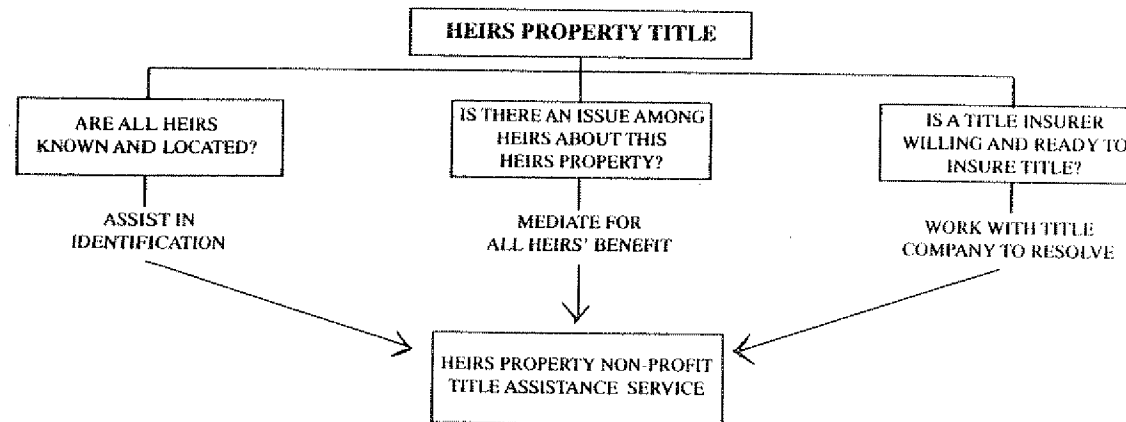 HEIRS PROPERTY TITLE
ARE ALL HEIRS
KNOWN AND LOCATED?
IS THERE AN ISSUE AMONG
HEIRS ABOUT THIS
HEIRS PROPERTY?
IS A TITLE INSURER
WILLING AND READY TO
INSURE TITLE?
ASSIST IN
IDENTIFICATION
MEDIATE FOR
ALL HEIRS' BENEFIT
WORK WITH TITLE
COMPANY TO RESOLVE
HEIRS PROPERTY NON-PROFIT
TITLE ASSISTANCE SERVICE